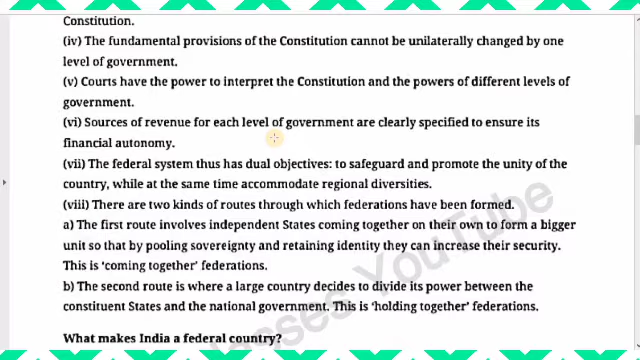 Constitution.
(iv) The fundamental provisions of the Constitution cannot be unilaterally changed by one
level of government.
(v) Courts have the power to interpret the Constitution and the powers of different levels of
government.
(vi) Sources of revenue for each level of government are clearly specified to ensure its
financial autonomy.
(vii) The federal system thus has dual objectives: to safeguard and promote the unity of the
country, while at the same time accommodate regional diversities.
(viii) There are two kinds of routes through which federations have been formed.
a) The first route involves independent States coming together on their own to form a bigger
unit so that by pooling sovereignty and retaining identity they can increase their security.
This is ‘coming together’ federations.
b) The second route is where a large country decides to divide its power between the
constituent States and the national government. This is ‘holding together’ federations.
What makes India a federal country?
lasses YouTube